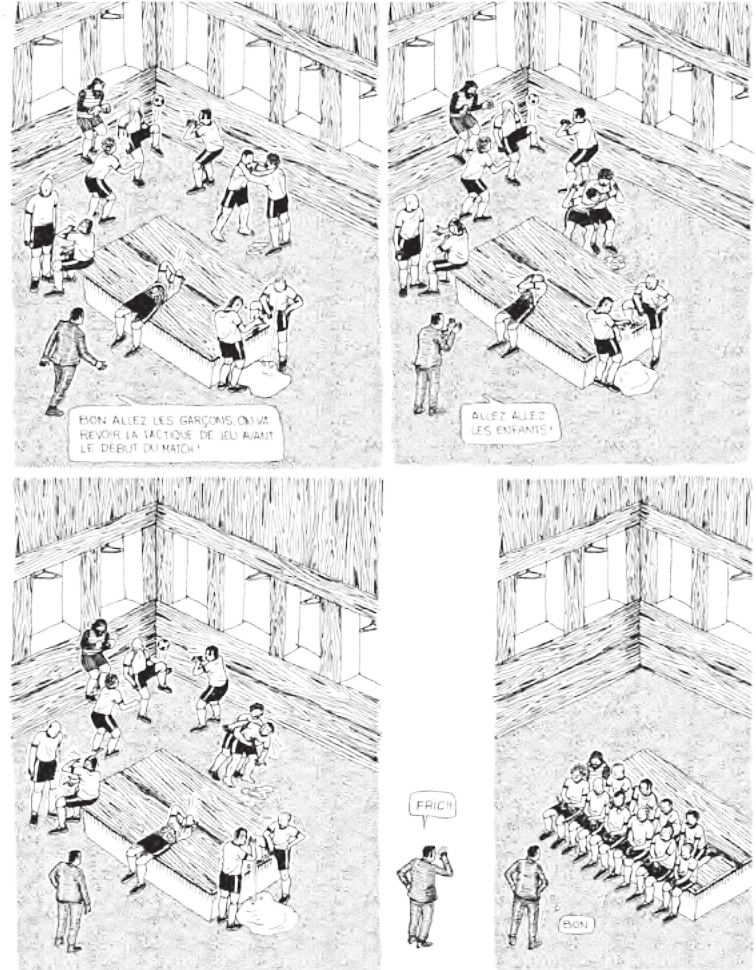 BON ALLEZ LES GARÇONS, ON VA
REVOIR LA TACTIQUE DE JEU AVANT
LE DÉBUT DU MATCH !
ALLEZ ALLEZ
LES ENFANTS !
FRIC !!
BON